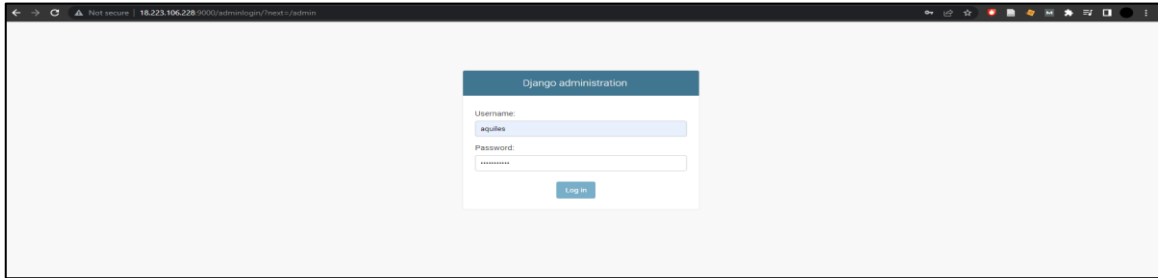 Not secure | 18.223.106.228:9000/adminlogin/?next=/admin
Django administration
Username:
aquiles
Password:
•••••••••••
Log in